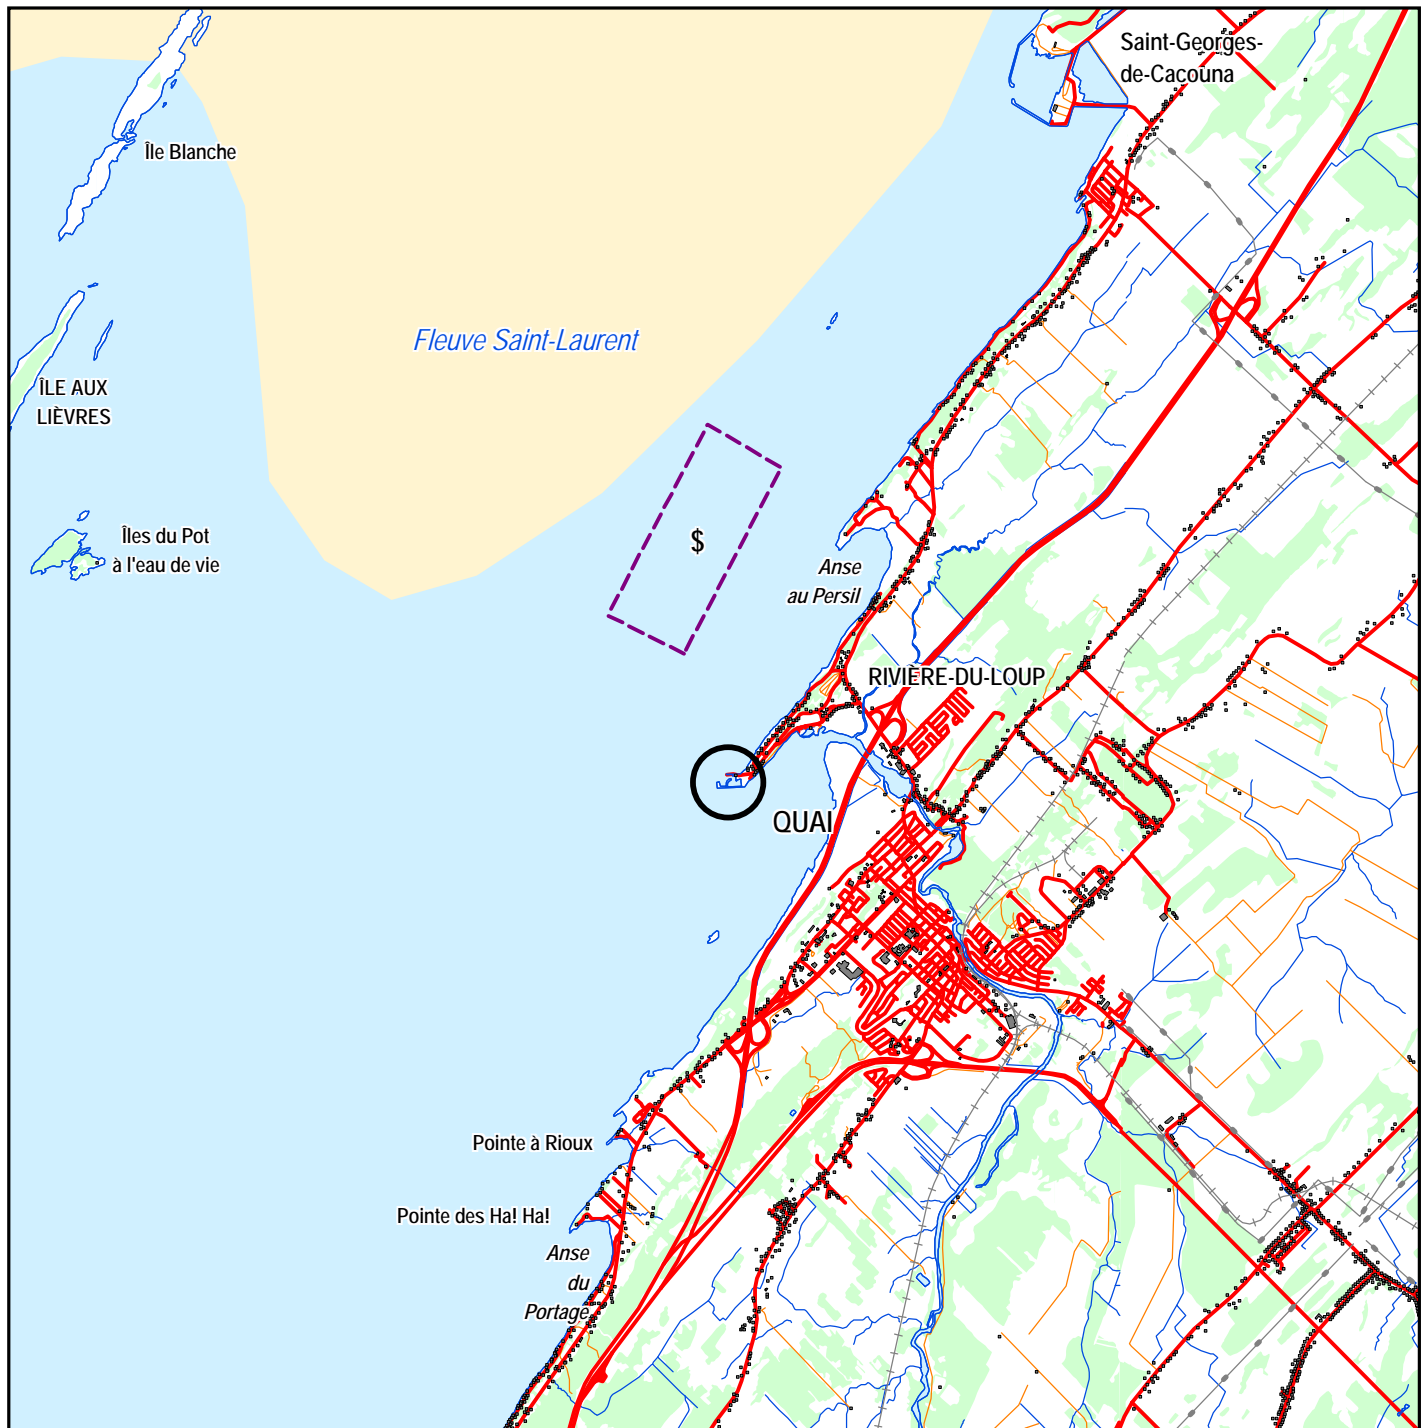 Saint-Georges-
de-Cacouna
Île Blanche
Fleuve Saint-Laurent
ÎLE AUX
LIÈVRES
Îles du Pot
à l'eau de vie
$
Anse
au Persil
RIVIÈRE-DU-LOUP
QUAI
Pointe à Rioux
Pointe des Ha! Ha!
Anse
du
Portage